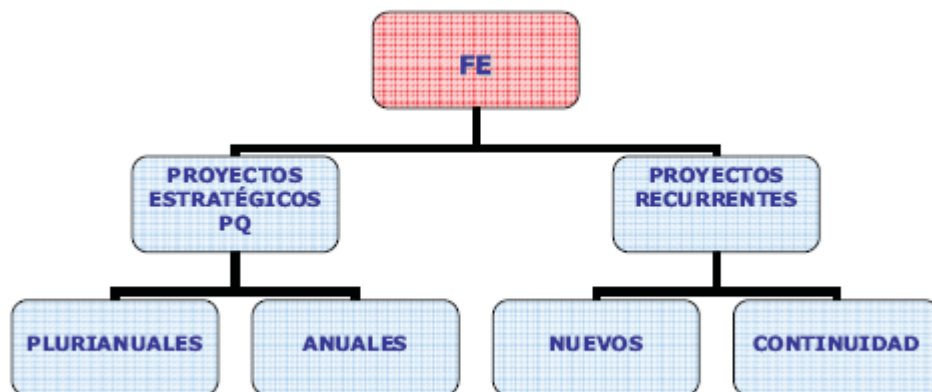 FE
PROYECTOS
ESTRATÉGICOS
PQ
PROYECTOS
RECURRENTES
PLURIANUALES
ANUALES
NUEVOS
CONTINUIDAD